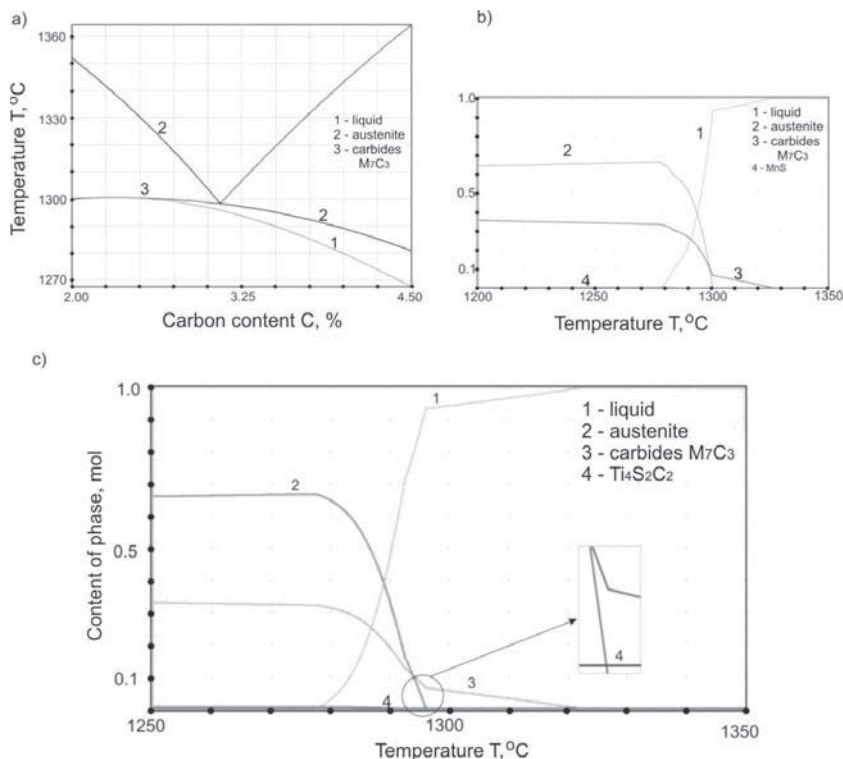 a)
1360
1330
1300
1270
Temperature T,°C
2
3
2
1
1 - liquid
2 - austenite
3 - carbides
M7C3
2.00 3.25 4.50
Carbon content C, %
b)
1.0
0.5
0.1
1
2
3
4
1 - liquid
2 - austenite
3 - carbides
M7C3
4 - MnS
1200 1250 1300 1350
Temperature T,°C
c)
1.0
0.5
0.1
Content of phase, mol
1
2
3
4
4
1 - liquid
2 - austenite
3 - carbides M7C3
4 - Ti4S2C2
1250 1300 1350
Temperature T,°C